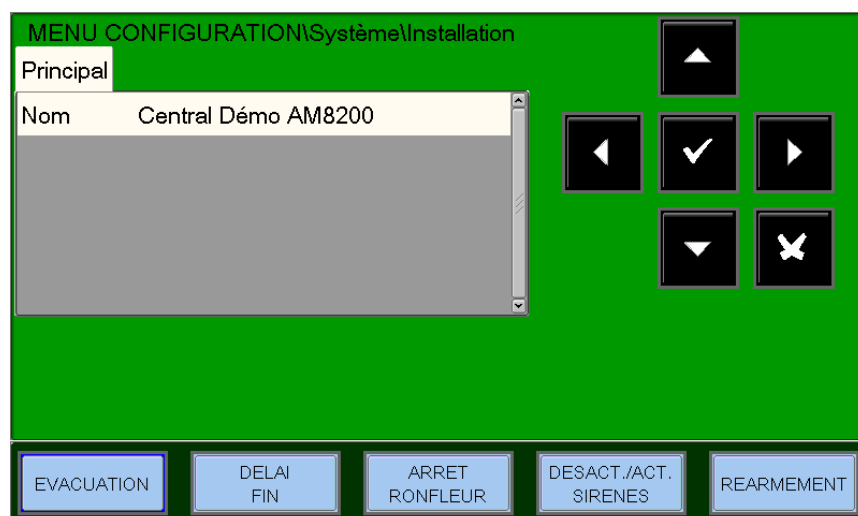 MENU CONFIGURATION\Système\Installation
Principal
Nom Central Démo AM8200
EVACUATION
DELAI
FIN
ARRET
RONFLEUR
DESACT./ACT.
SIRENES
REARMEMENT